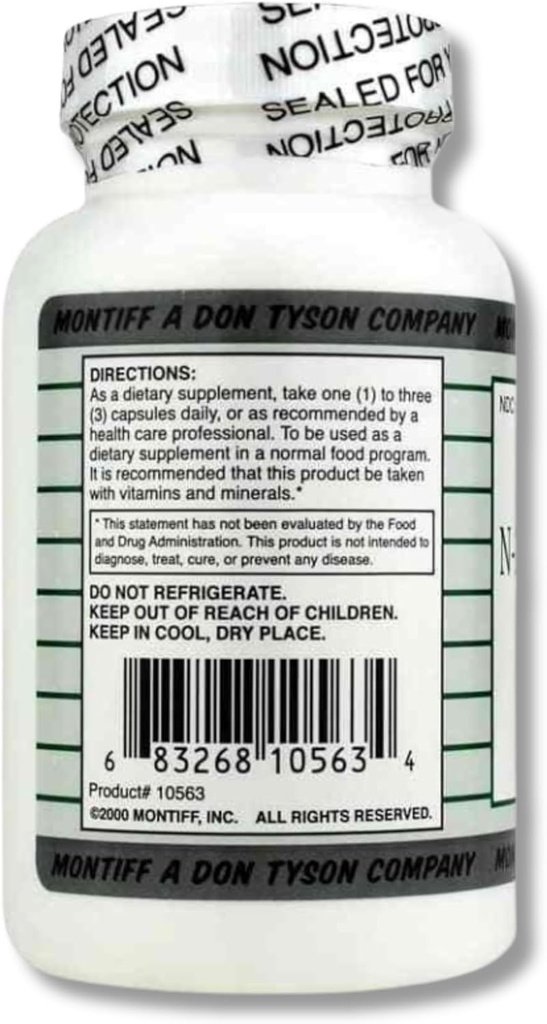 SEALED FOR
PROTECTION
SEALED FOR
MONTIFF A DON TYSON COMPANY
DIRECTIONS:
As a dietary supplement, take one (1) to three
(3) capsules daily, or as recommended by a
health care professional. To be used as a
dietary supplement in a normal food program.
It is recommended that this product be taken
with vitamins and minerals.*
* This statement has not been evaluated by the Food
and Drug Administration. This product is not intended to
diagnose, treat, cure, or prevent any disease.
DO NOT REFRIGERATE.
KEEP OUT OF REACH OF CHILDREN.
KEEP IN COOL, DRY PLACE.
6 83268 10563 4
Product# 10563
©2000 MONTIFF, INC. ALL RIGHTS RESERVED.
MONTIFF A DON TYSON COMPANY
NDC
N-